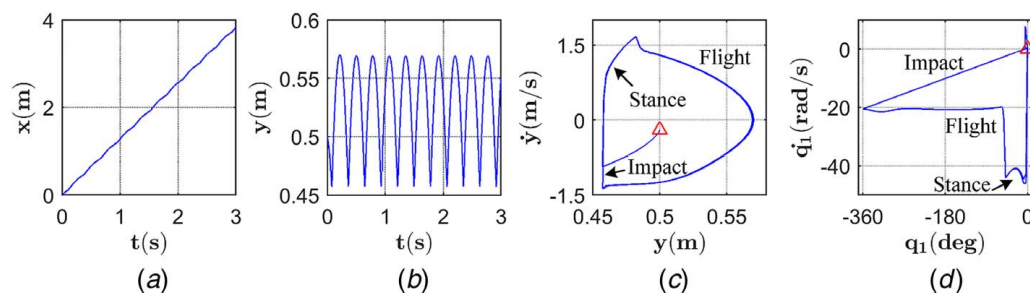 4
2
0
x(m)
0
1
2
3
t(s)
(a)
0.6
0.55
0.5
0.45
y(m)
0
1
2
3
t(s)
(b)
1.5
0
-1.5
ẏ(m/s)
Flight
Stance
Impact
0.45
0.5
0.55
y(m)
(c)
0
-20
-40
q̇₁(rad/s)
Impact
Flight
Stance
-360
-180
0
q₁(deg)
(d)